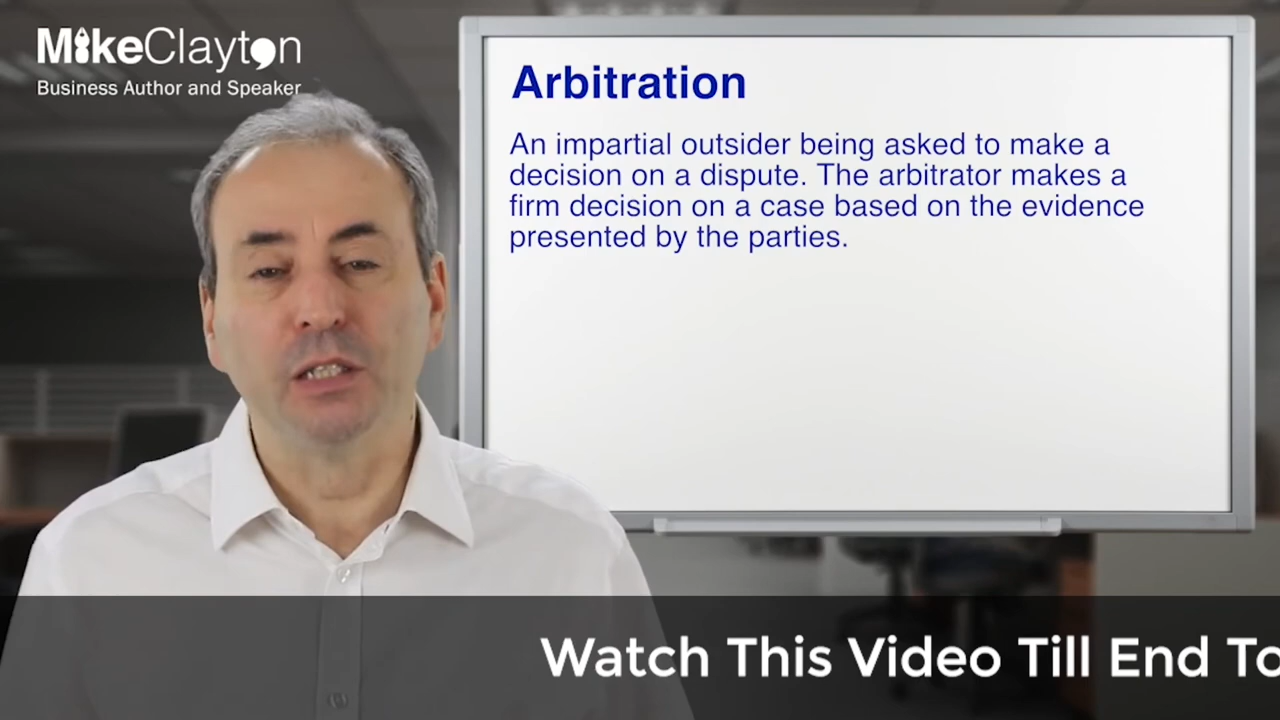 MikeClayton
Business Author and Speaker
Arbitration
An impartial outsider being asked to make a
decision on a dispute. The arbitrator makes a
firm decision on a case based on the evidence
presented by the parties.
Watch This Video Till End To